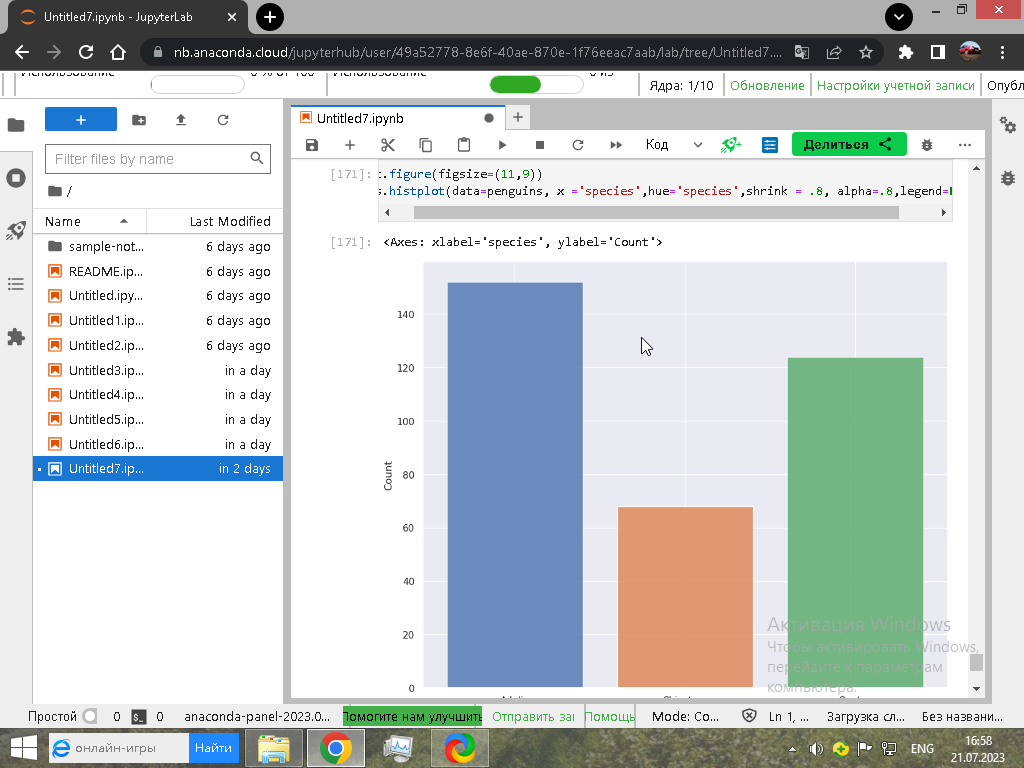 Untitled7.ipynb - JupyterLab
nb.anaconda.cloud/jupyterhub/user/49a52778-8e6f-40ae-870e-1f76eeac7aab/lab/tree/Untitled7....
Использование
0 % от 100
Использование
Ядра: 1/10
Обновление
Настройки учетной записи
Filter files by name
/
Name
Last Modified
sample-not... 6 days ago
README.ip... 6 days ago
Untitled.ipy... 6 days ago
Untitled1.ip... 6 days ago
Untitled2.ip... 6 days ago
Untitled3.ip... in a day
Untitled4.ip... in a day
Untitled5.ip... in a day
Untitled6.ip... in a day
Untitled7.ip... in 2 days
Untitled7.ipynb
Код
Делиться
[171]: .figure(figsize=(11,9))
.histplot(data=penguins, x ='species',hue='species',shrink = .8, alpha=.8,legend=
[171]: <Axes: xlabel='species', ylabel='Count'>
140
120
100
80
60
40
20
0
Count
Активация Windows
Чтобы активировать Windows,
перейдите к параметрам
компьютера.
Простой 0 0 anaconda-panel-2023.0... Помогите нам улучшить Отправить Помощь Mode: Co... Ln 1, ... Загрузка сл... Без названи...
онлайн-игры
Найти
ENG
16:58
21.07.2023